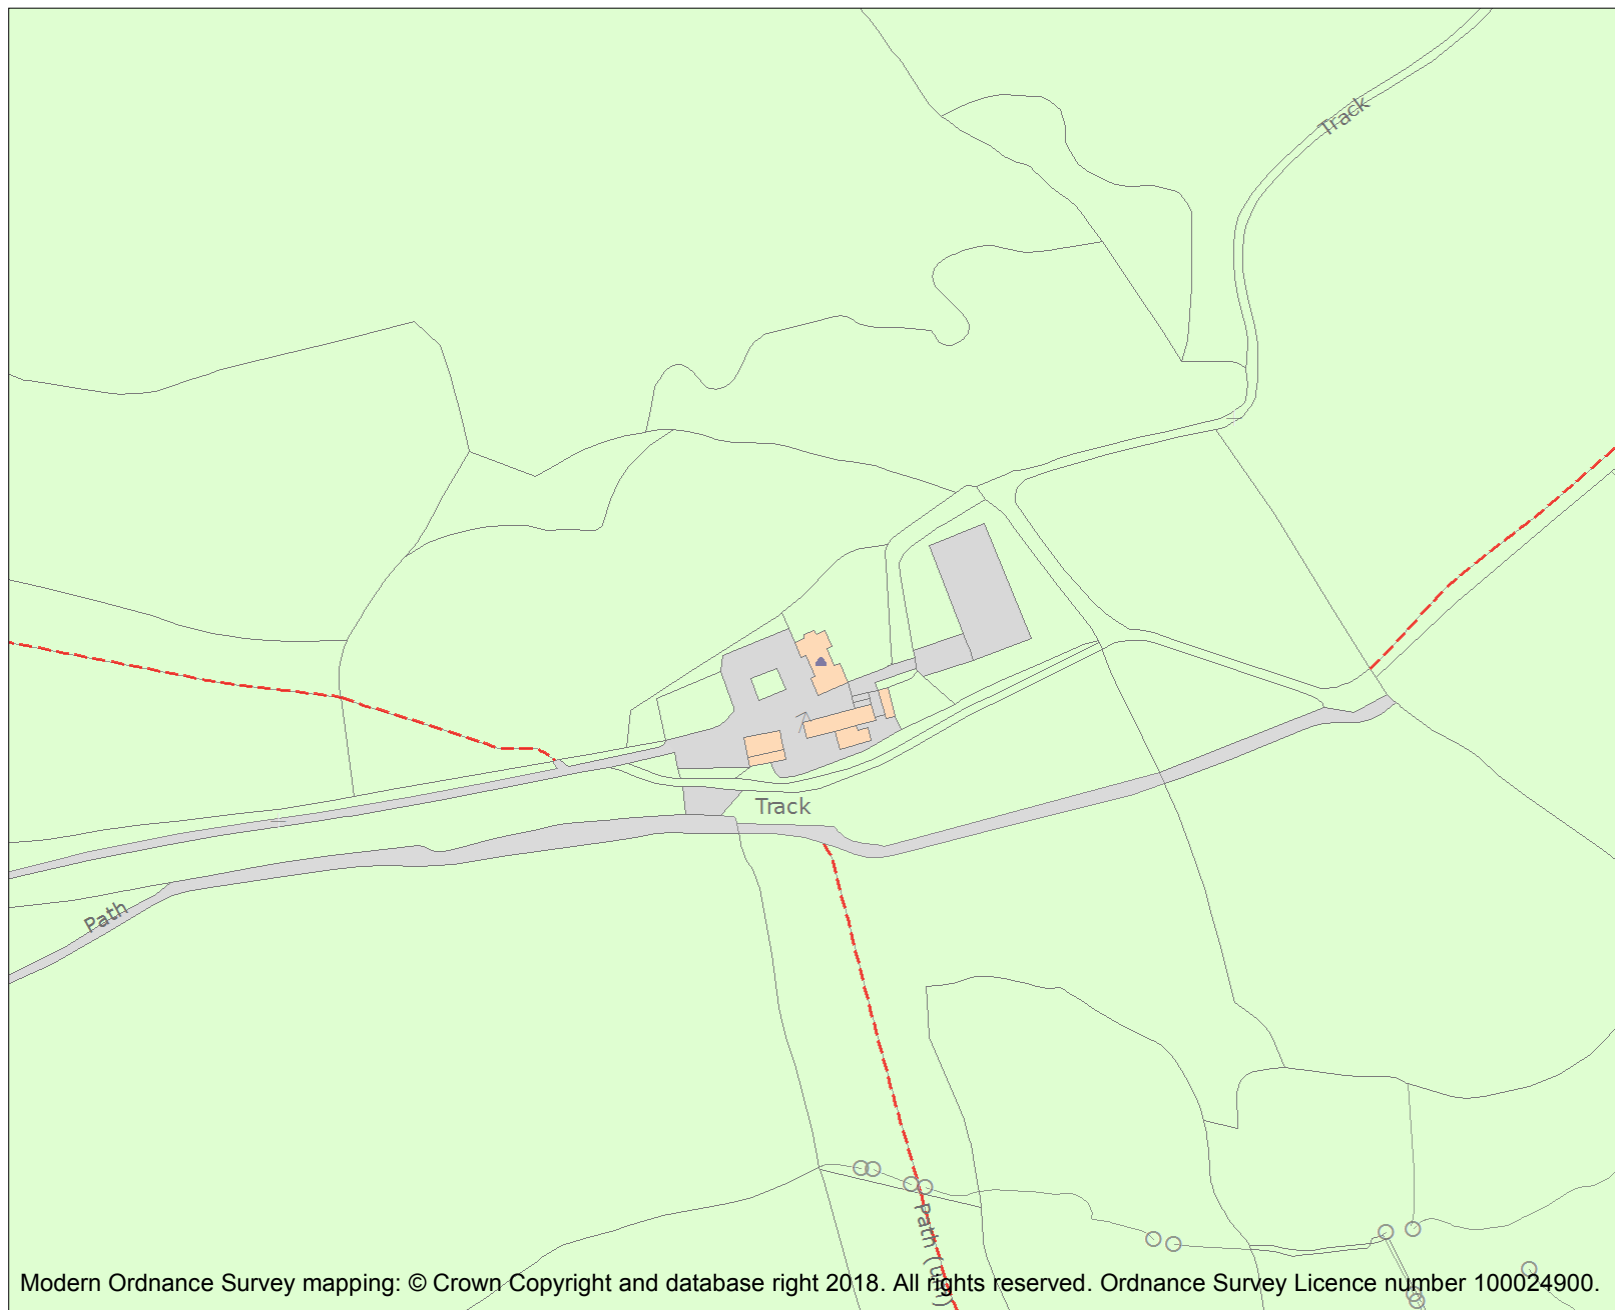 Track
Track
Path
Path (um)
Modern Ordnance Survey mapping: © Crown Copyright and database right 2018. All rights reserved. Ordnance Survey Licence number 100024900.